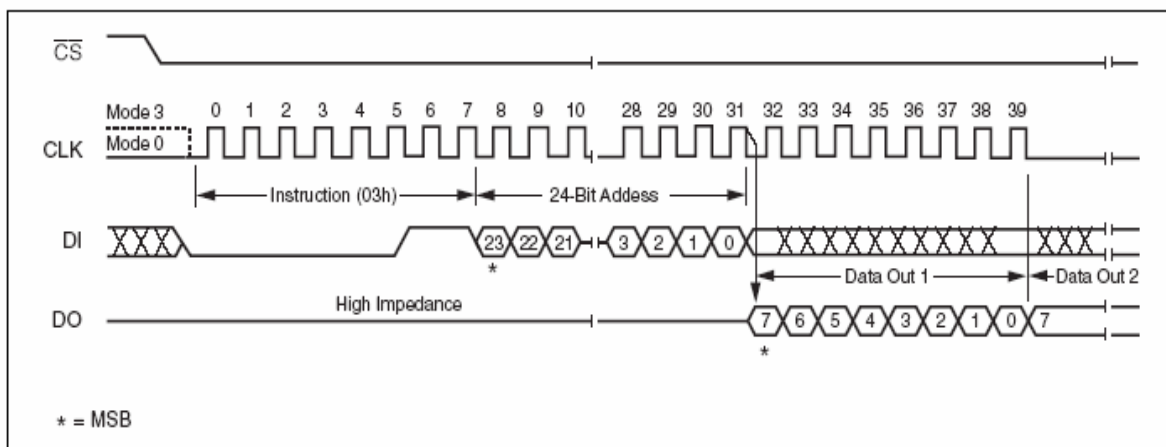 CS
Mode 3
0 1 2 3 4 5 6 7 8 9 10 28 29 30 31 32 33 34 35 36 37 38 39
CLK
Mode 0
Instruction (03h)
24-Bit Addess
DI
23 22 21 3 2 1 0
*
Data Out 1
Data Out 2
High Impedance
DO
7 6 5 4 3 2 1 0 7
*
* = MSB